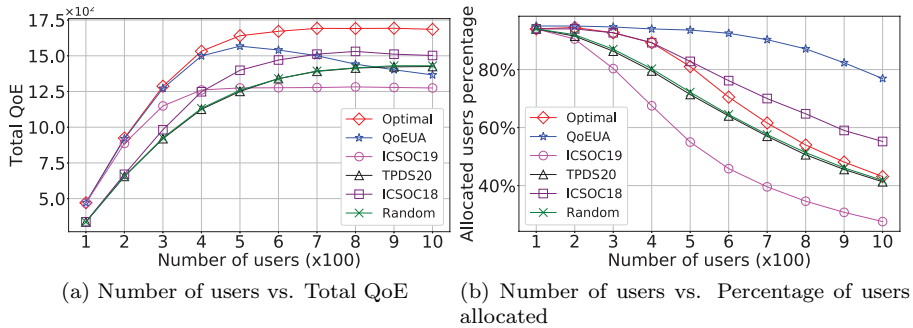 ×10²
17.5
15.0
12.5
10.0
7.5
5.0
Total QoE
Optimal
QoEUA
ICSOC19
TPDS20
ICSOC18
Random
1 2 3 4 5 6 7 8 9 10
Number of users (x100)
(a) Number of users vs. Total QoE
80%
60%
40%
Allocated users percentage
Optimal
QoEUA
ICSOC19
TPDS20
ICSOC18
Random
1 2 3 4 5 6 7 8 9 10
Number of users (x100)
(b) Number of users vs. Percentage of users
allocated